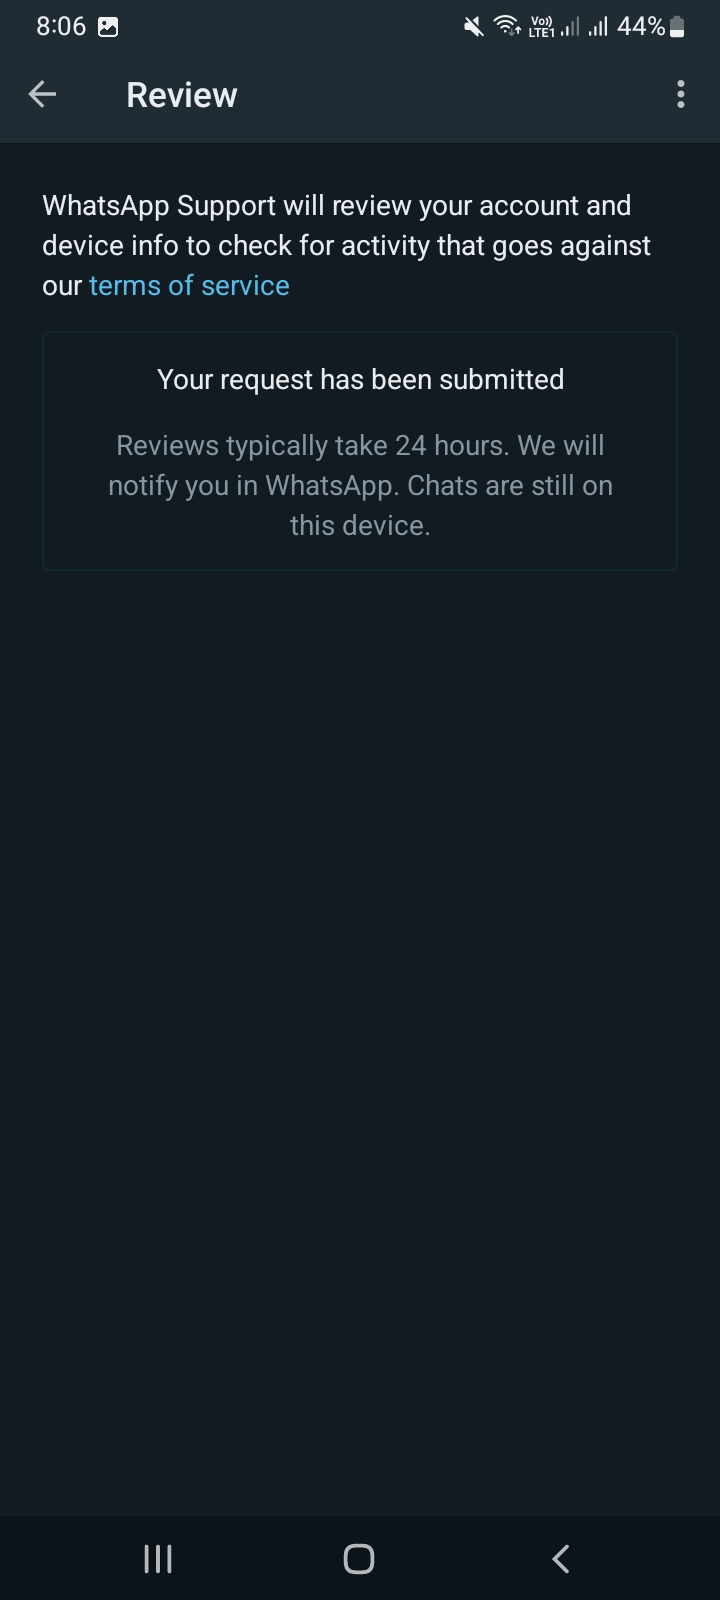 8:06
Vo)) LTE1 44%
Review
WhatsApp Support will review your account and
device info to check for activity that goes against
our terms of service
Your request has been submitted
Reviews typically take 24 hours. We will
notify you in WhatsApp. Chats are still on
this device.